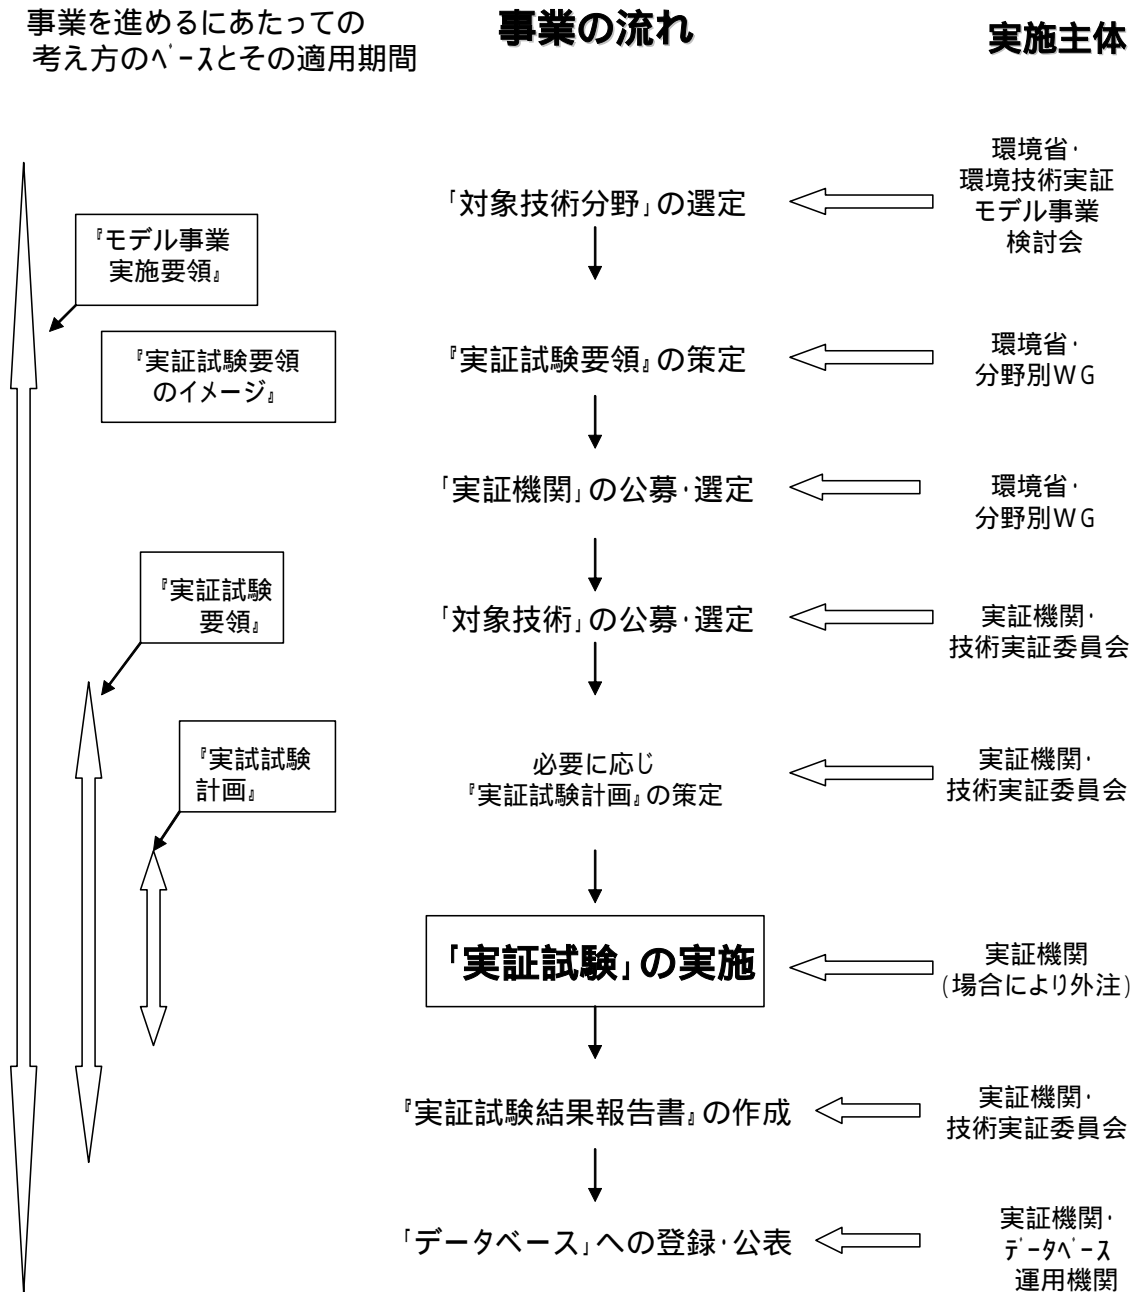 事業を進めるにあたっての
考え方のﾍﾞｰｽとその適用期間
事業の流れ
実施主体
『モデル事業
実施要領』
『実証試験要領
のイメージ』
『実証試験
要領』
『実試試験
計画』
「対象技術分野」の選定
環境省・
環境技術実証
モデル事業
検討会
『実証試験要領』の策定
環境省・
分野別WG
「実証機関」の公募・選定
環境省・
分野別WG
「対象技術」の公募・選定
実証機関・
技術実証委員会
必要に応じ
『実証試験計画』の策定
実証機関・
技術実証委員会
「実証試験」の実施
実証機関
(場合により外注)
『実証試験結果報告書』の作成
実証機関・
技術実証委員会
「データベース」への登録・公表
実証機関・
ﾃﾞｰﾀﾍﾞｰｽ
運用機関